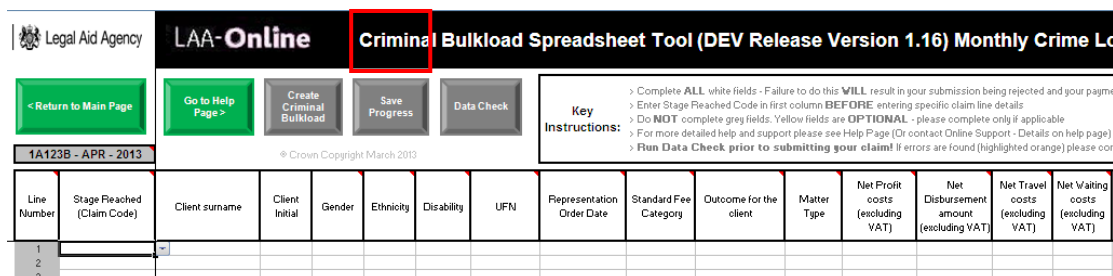 Legal Aid Agency
LAA-Online
Criminal Bulkload Spreadsheet Tool (DEV Release Version 1.16) Monthly Crime Lo
< Return to Main Page
Go to Help
Page >
Create
Criminal
Bulkload
Save
Progress
Data Check
Key
Instructions:
> Complete ALL white fields - Failure to do this WILL result in your submission being rejected and your payme
> Enter Stage Reached Code in first column BEFORE entering specific claim line details
> Do NOT complete grey fields. Yellow fields are OPTIONAL - please complete only if applicable
> For more detailed help and support please see Help Page (Or contact Online Support - Details on help page)
> Run Data Check prior to submitting your claim! If errors are found (highlighted orange) please cor
1A123B - APR - 2013
© Crown Copyright March 2013
Line
Number
Stage Reached
(Claim Code)
Client surname
Client
Initial
Gender
Ethnicity
Disability
UFN
Representation
Order Date
Standard Fee
Category
Outcome for the
client
Matter
Type
Net Profit
costs
(excluding
VAT)
Net
Disbursement
amount
(excluding VAT)
Net Travel
costs
(excluding
VAT)
Net Waiting
costs
(excluding
VAT)
1
2